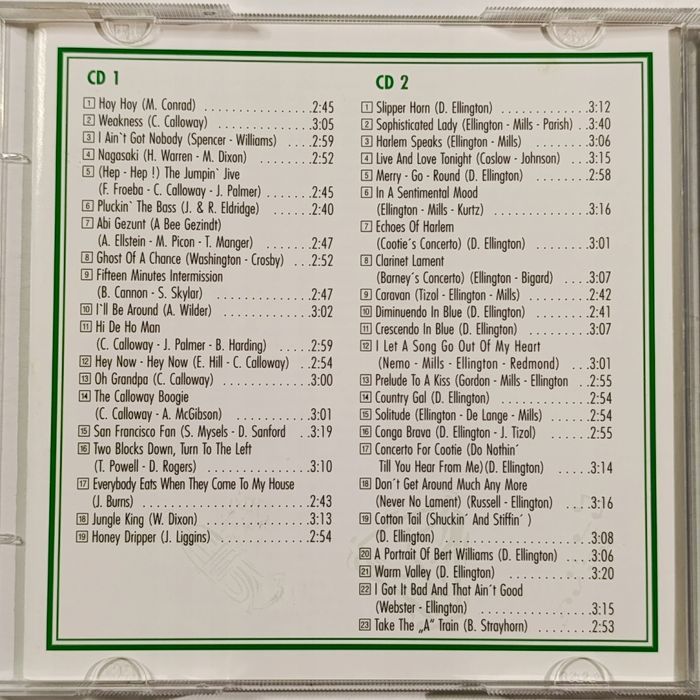 CD 1
1 Hoy Hoy (M. Conrad) . . . . . . . . . . . . . . . . . .2:45
2 Weakness (C. Calloway) . . . . . . . . . . . . . . .3:05
3 I Ain`t Got Nobody (Spencer - Williams) . . . . . .2:59
4 Nagasaki (H. Warren - M. Dixon) . . . . . . . . . .2:52
5 (Hep - Hep !) The Jumpin` Jive
(F. Froeba - C. Calloway - J. Palmer) . . . . . . . .2:45
6 Pluckin` The Bass (J. & R. Eldridge) . . . . . . . .2:40
7 Abi Gezunt (A Bee Gezindt)
(A. Ellstein - M. Picon - T. Manger) . . . . . . . . .2:47
8 Ghost Of A Chance (Washington - Crosby) . . .2:52
9 Fifteen Minutes Intermission
(B. Cannon - S. Skylar) . . . . . . . . . . . . . . . .2:47
10 I`ll Be Around (A. Wilder) . . . . . . . . . . . . . .3:02
11 Hi De Ho Man
(C. Calloway - J. Palmer - B. Harding) . . . . . . .2:59
12 Hey Now - Hey Now (E. Hill - C. Calloway) . . .2:54
13 Oh Grandpa (C. Calloway) . . . . . . . . . . . . . .3:00
14 The Calloway Boogie
(C. Calloway - A. McGibson) . . . . . . . . . . . . .3:01
15 San Francisco Fan (S. Mysels - D. Sanford . . .3:19
16 Two Blocks Down, Turn To The Left
(T. Powell - D. Rogers) . . . . . . . . . . . . . . . . .3:10
17 Everybody Eats When They Come To My House
(J. Burns) . . . . . . . . . . . . . . . . . . . . . . . . .2:43
18 Jungle King (W. Dixon) . . . . . . . . . . . . . . . .3:13
19 Honey Dripper (J. Liggins) . . . . . . . . . . . . . .2:54
CD 2
1 Slipper Horn (D. Ellington) . . . . . . . . . . . . .3:12
2 Sophisticated Lady (Ellington - Mills - Parish) . .3:40
3 Harlem Speaks (Ellington - Mills) . . . . . . . . . .3:06
4 Live And Love Tonight (Coslow - Johnson) . . . .3:15
5 Merry - Go - Round (D. Ellington) . . . . . . . . .2:58
6 In A Sentimental Mood
(Ellington - Mills - Kurtz) . . . . . . . . . . . . . . .3:16
7 Echoes Of Harlem
(Cootie´s Concerto) (D. Ellington) . . . . . . . . . .3:01
8 Clarinet Lament
(Barney´s Concerto) (Ellington - Bigard) . . . . .3:07
9 Caravan (Tizol - Ellington - Mills) . . . . . . . . . .2:42
10 Diminuendo In Blue (D. Ellington) . . . . . . . . .2:41
11 Crescendo In Blue (D. Ellington) . . . . . . . . . .3:07
12 I Let A Song Go Out Of My Heart
(Nemo - Mills - Ellington - Redmond) . . .3:01
13 Prelude To A Kiss (Gordon - Mills - Ellington . . .2:55
14 Country Gal (D. Ellington) . . . . . . . . . . . . . .2:54
15 Solitude (Ellington - De Lange - Mills) . . . . . . .2:54
16 Conga Brava (D. Ellington - J. Tizol) . . . . . . . .2:55
17 Concerto For Cootie (Do Nothin´
Till You Hear From Me)(D. Ellington) . . . . .3:14
18 Don´t Get Around Much Any More
(Never No Lament) (Russell - Ellington) . . . .3:16
19 Cotton Tail (Shuckin´ And Stiffin´ )
(D. Ellington) . . . . . . . . . . . . . . . . . . . . . .3:08
20 A Portrait Of Bert Williams (D. Ellington) . . . . .3:06
21 Warm Valley (D. Ellington) . . . . . . . . . . . . . .3:20
22 I Got It Bad And That Ain´t Good
(Webster - Ellington) . . . . . . . . . . . . . . . . .3:15
23 Take The „A" Train (B. Strayhorn) . . . . . . . .2:53